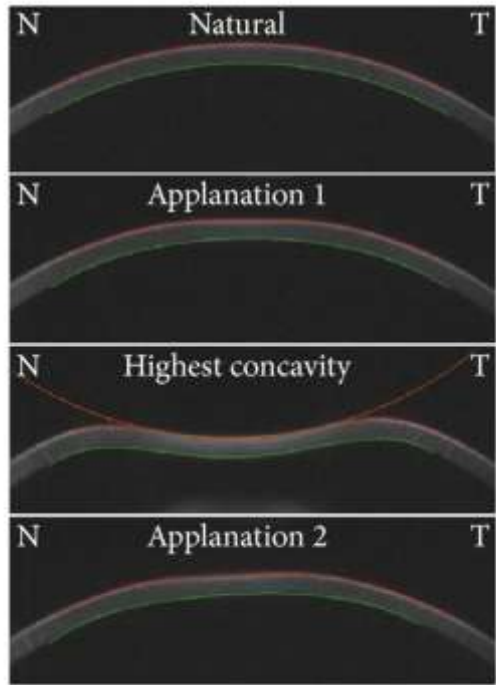 N Natural T
N Applanation 1 T
N Highest concavity T
N Applanation 2 T